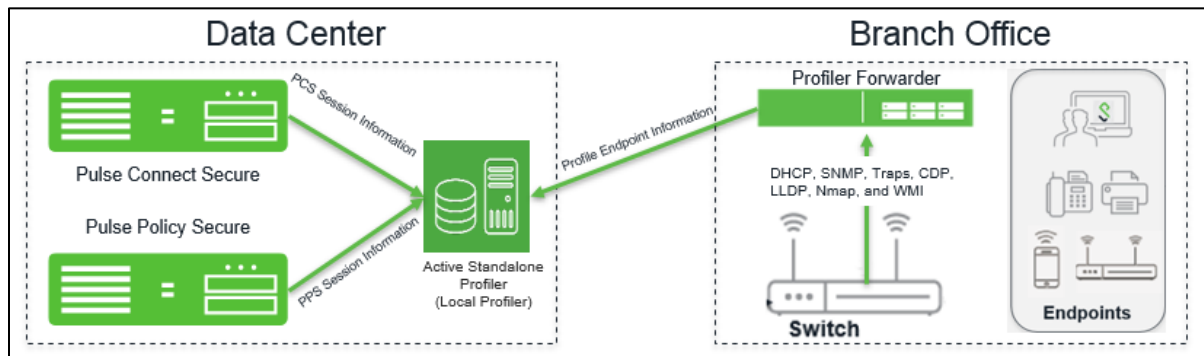 Data Center
Branch Office
PCS Session Information
Pulse Connect Secure
Pulse Policy Secure
PPS Session Information
Active Standalone
Profiler
(Local Profiler)
Profile Endpoint Information
Profiler Forwarder
DHCP, SNMP, Traps, CDP,
LLDP, Nmap, and WMI
Switch
Endpoints